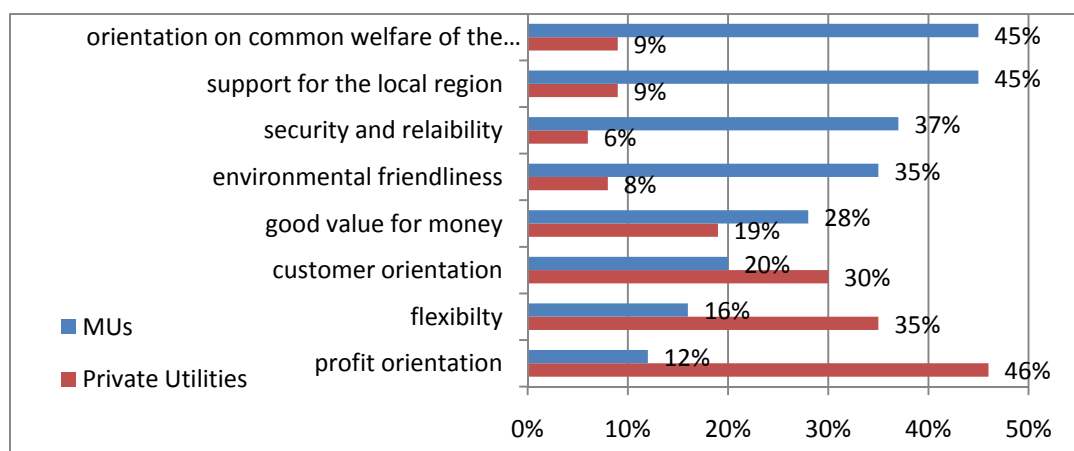 orientation on common welfare of the...
45%
9%
support for the local region
45%
9%
security and relaibility
37%
6%
environmental friendliness
35%
8%
good value for money
28%
19%
customer orientation
20%
30%
flexibilty
16%
35%
profit orientation
12%
46%
MUs
Private Utilities
0% 10% 20% 30% 40% 50%